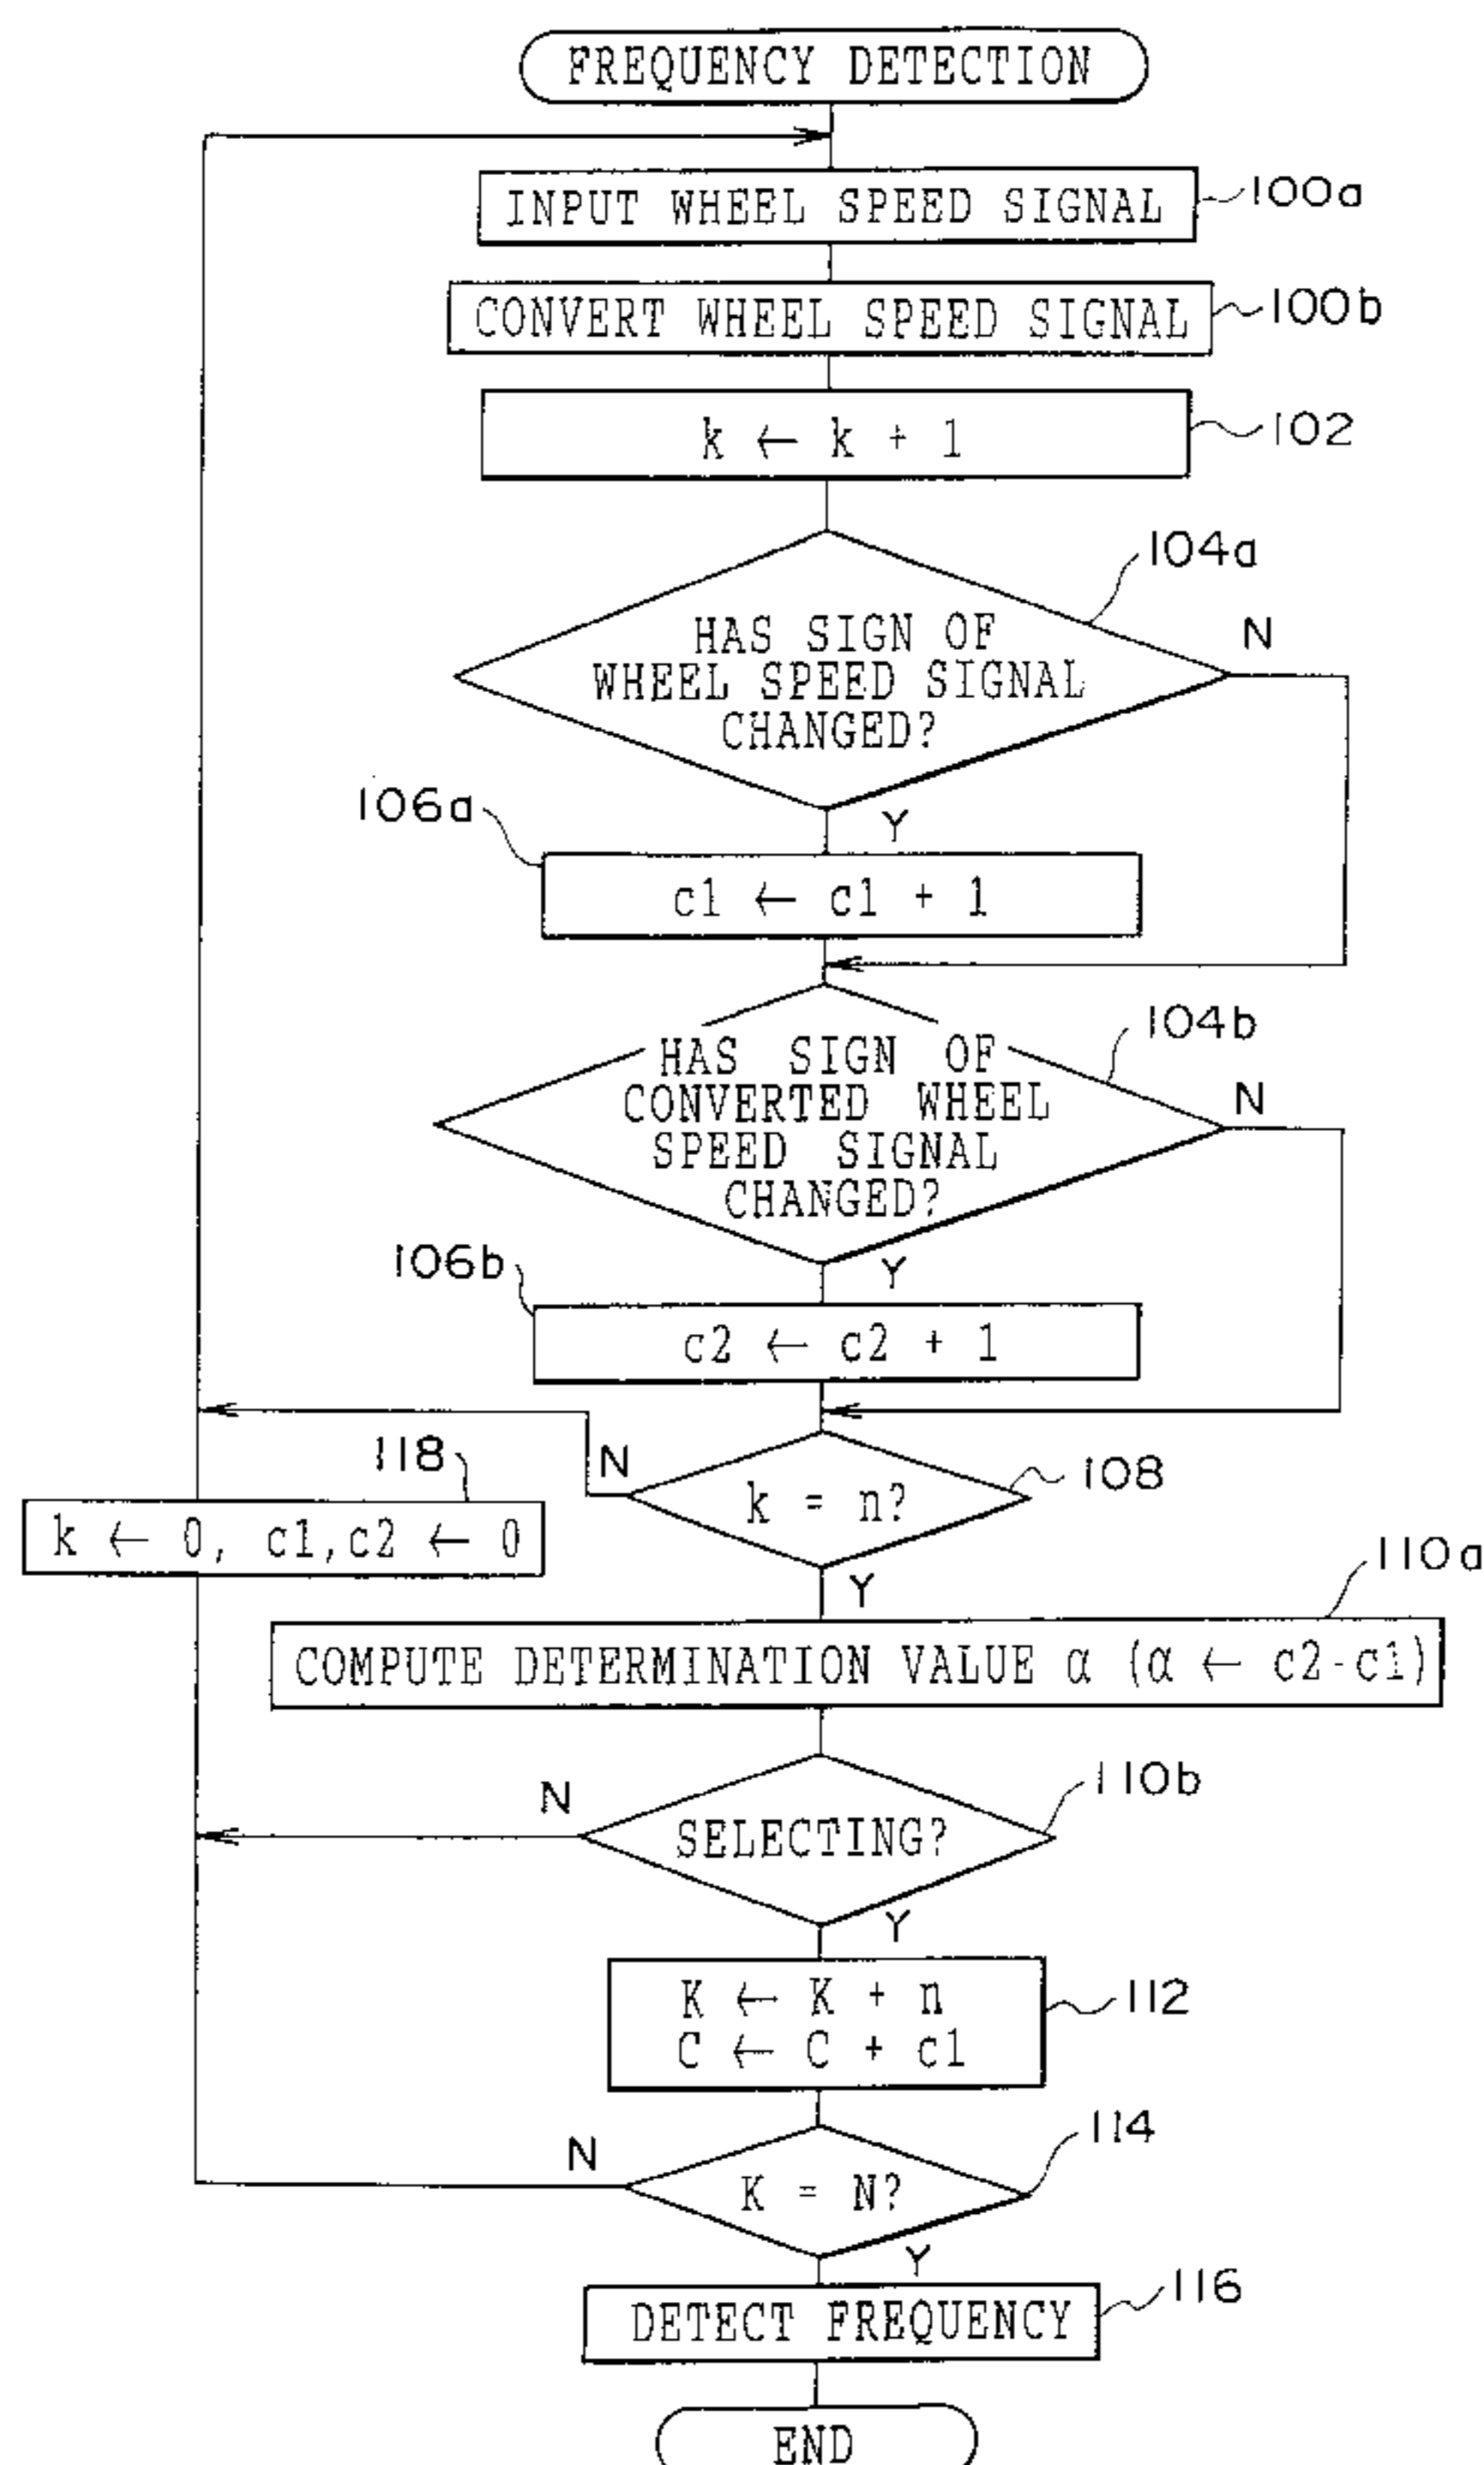 FREQUENCY DETECTION
INPUT WHEEL SPEED SIGNAL
100a
CONVERT WHEEL SPEED SIGNAL
100b
k ← k + 1
102
104a
HAS SIGN OF
WHEEL SPEED SIGNAL
CHANGED?
N
Y
106a
c1 ← c1 + 1
104b
HAS SIGN OF
CONVERTED WHEEL
SPEED SIGNAL
CHANGED?
N
Y
106b
c2 ← c2 + 1
118
k ← 0, c1,c2 ← 0
N
k = n?
108
Y
110a
COMPUTE DETERMINATION VALUE α (α ← c2-c1)
N
SELECTING?
110b
Y
K ← K + n
C ← C + c1
112
N
K = N?
114
Y
DETECT FREQUENCY
116
END